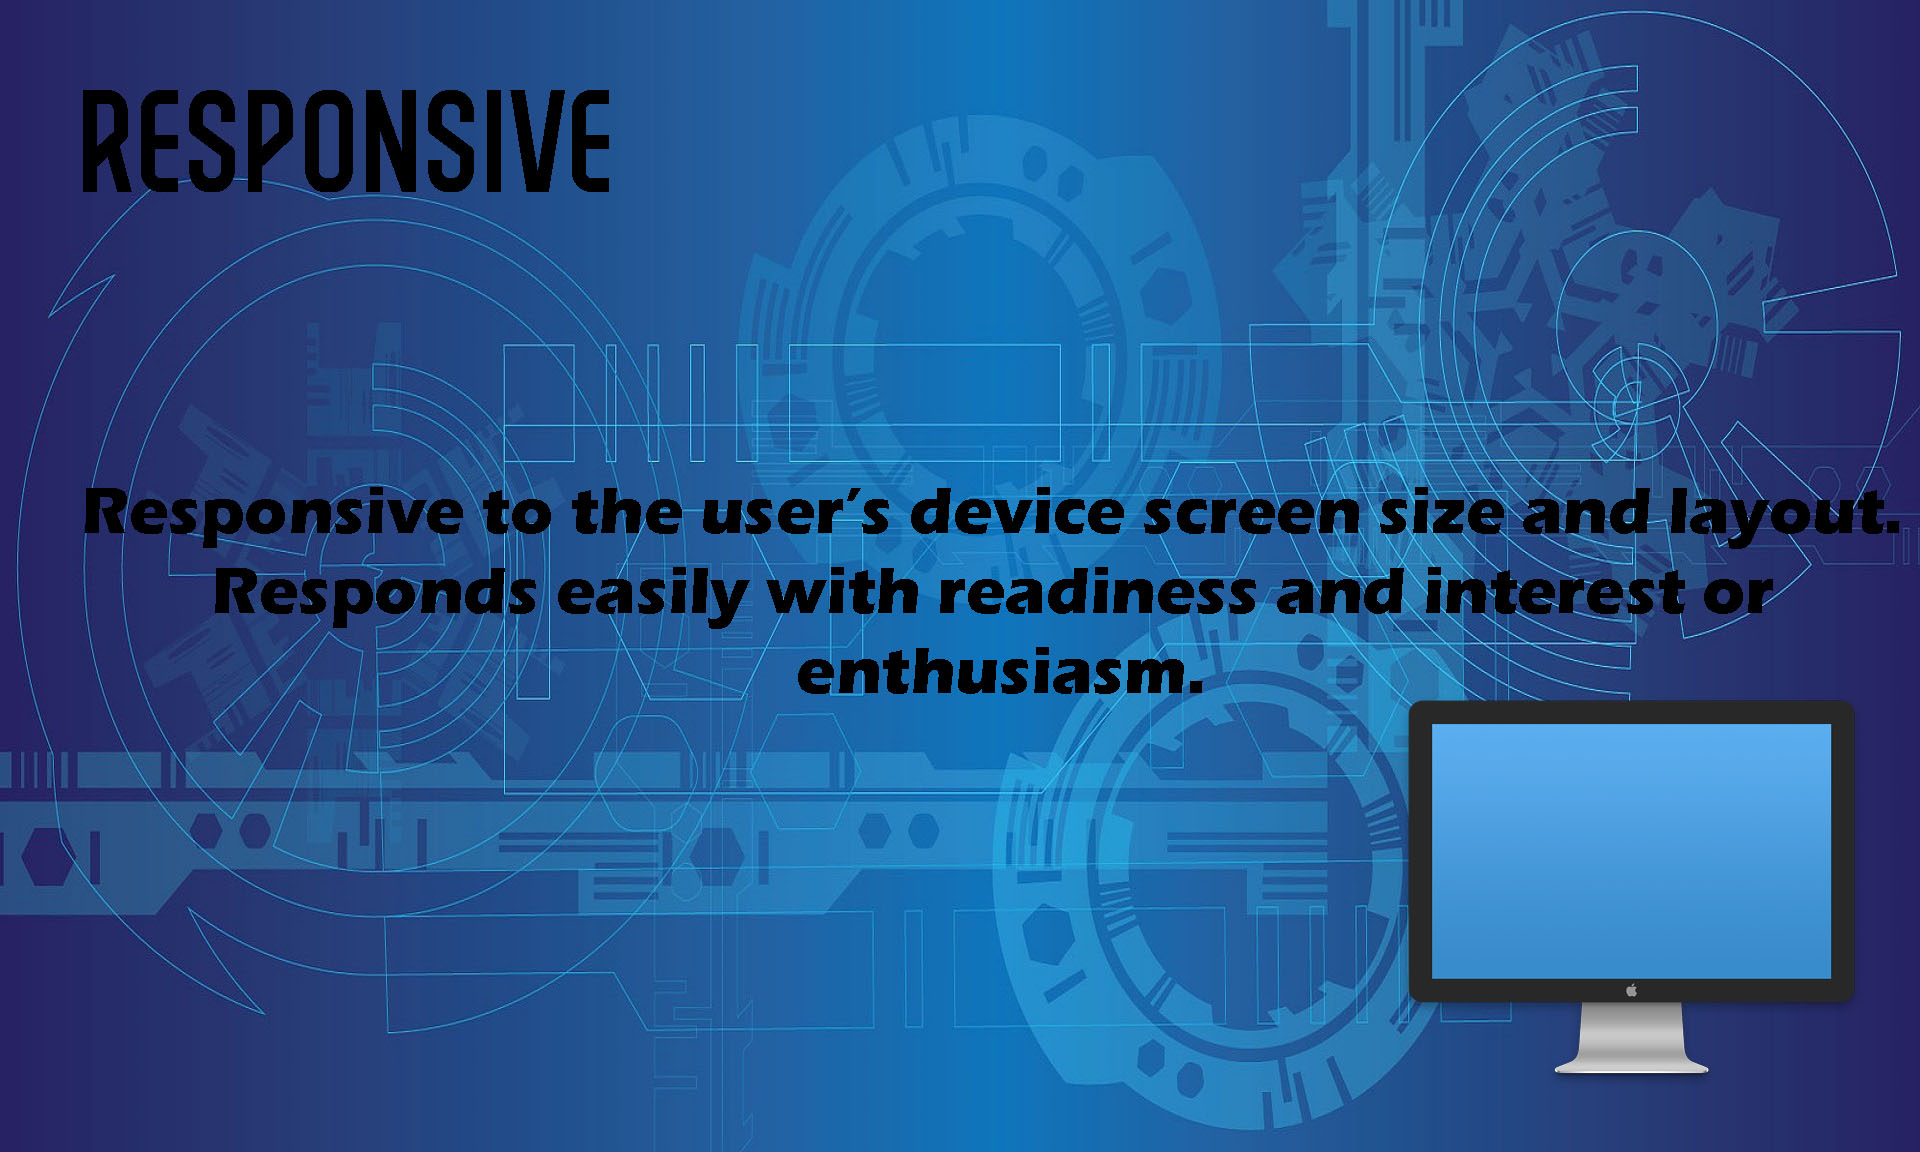 RESPONSIVE
Responsive to the user’s device screen size and layout.
Responds easily with readiness and interest or
enthusiasm.